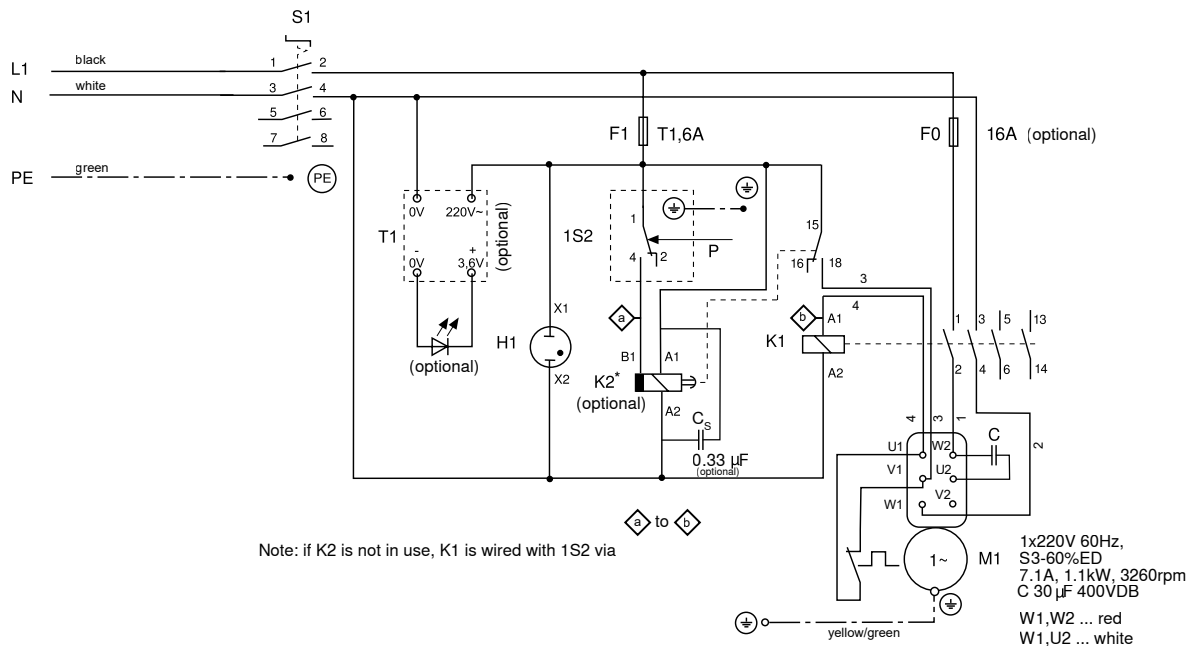 S1
L1 black 1 2
N white 3 4
5 6
7 8
PE green PE
F1 T1,6A
F0 16A (optional)
T1
0V 220V~
- +
0V 3,6V
(optional)
(optional)
1S2
1
4 2
P
15
16 18
3
4
X1
H1
X2
a
B1 A1
K2*
(optional)
A2
C S
0.33 µF
(optional)
b A1
K1
A2
1 3 5 13
2 4 6 14
4 3 1 2
U1 W2 C
V1 U2
W1 V2
a to b
Note: if K2 is not in use, K1 is wired with 1S2 via
1~ M1
1x220V 60Hz,
S3-60%ED
7.1A, 1.1kW, 3260rpm
C 30 µF 400VDB
W1,W2 ... red
W1,U2 ... white
yellow/green